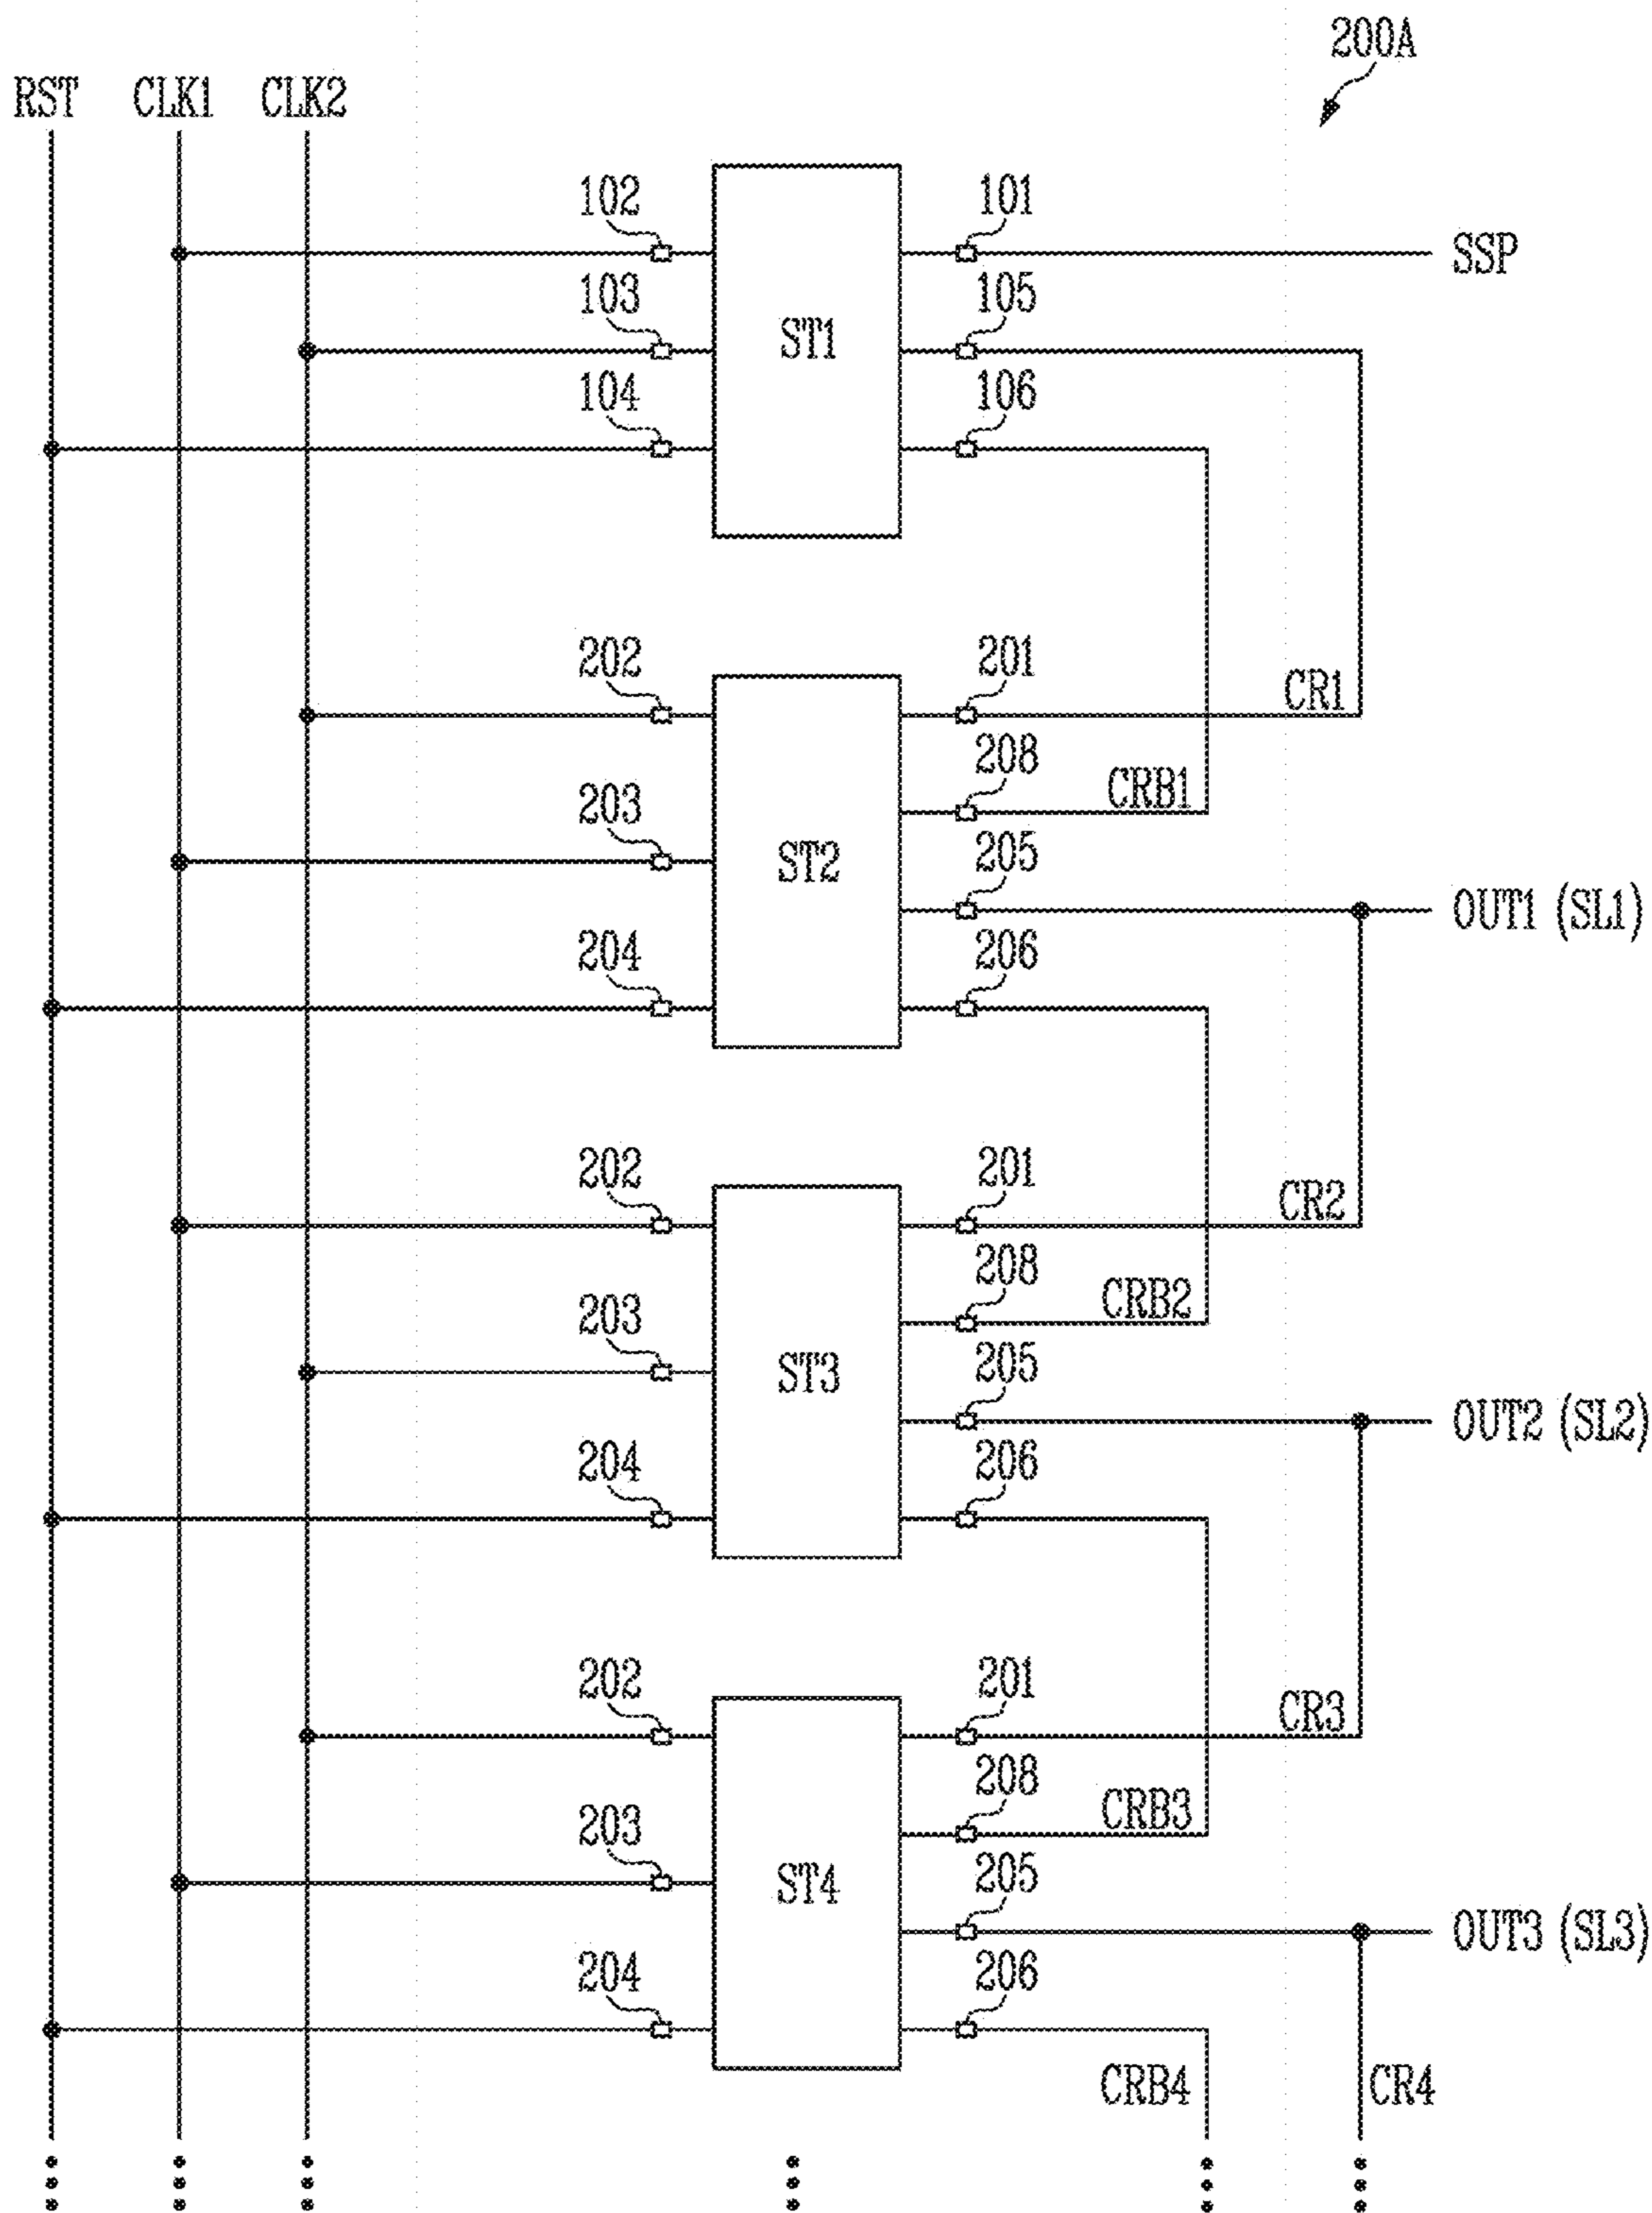 200A
RST CLK1 CLK2
102 101
SSP
103 105
ST1
104 106
202 201
CR1
208
CRB1
203
205
ST2
OUT1 (SL1)
204 206
202 201
CR2
208
CRB2
203
205
ST3
OUT2 (SL2)
204 206
202 201
CR3
208
CRB3
203
205
ST4
OUT3 (SL3)
204 206
CRB4 CR4